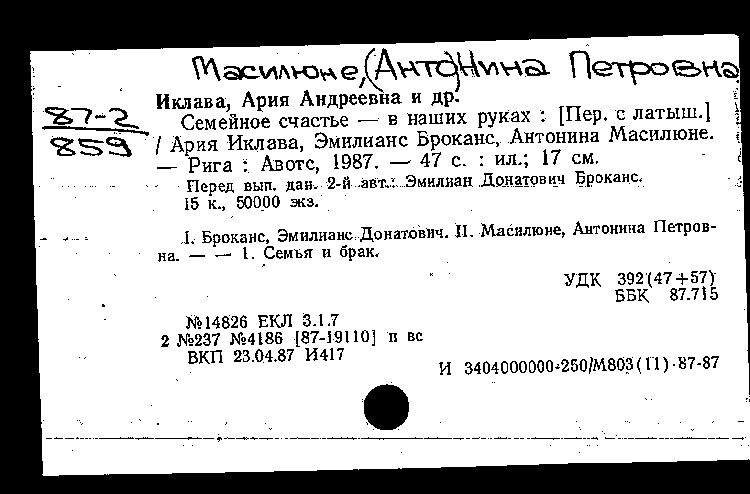 Масилюне, (Анто)Нина Петровна
87-2
859
Иклава, Ария Андреевна и др.
Семейное счастье — в наших руках : [Пер. с латыш.]
/ Ария Иклава, Эмилианс Броканс, Антонина Масилюне.
— Рига : Авотс, 1987. — 47 с. : ил.; 17 см.
Перед вып. дан. 2-й авт.: Эмилиан Донатович Броканс.
15 к., 50000 экз.
I. Броканс, Эмилианс Донатович. II. Масилюне, Антонина Петров-
на. — — 1. Семья и брак.
УДК 392(47+57)
ББК 87.715
№14826 ЕКЛ 3.1.7
2 №237 №4186 [87-19110] п вс
ВКП 23.04.87 И417
И 3404000000-250/М803(11)-87-87